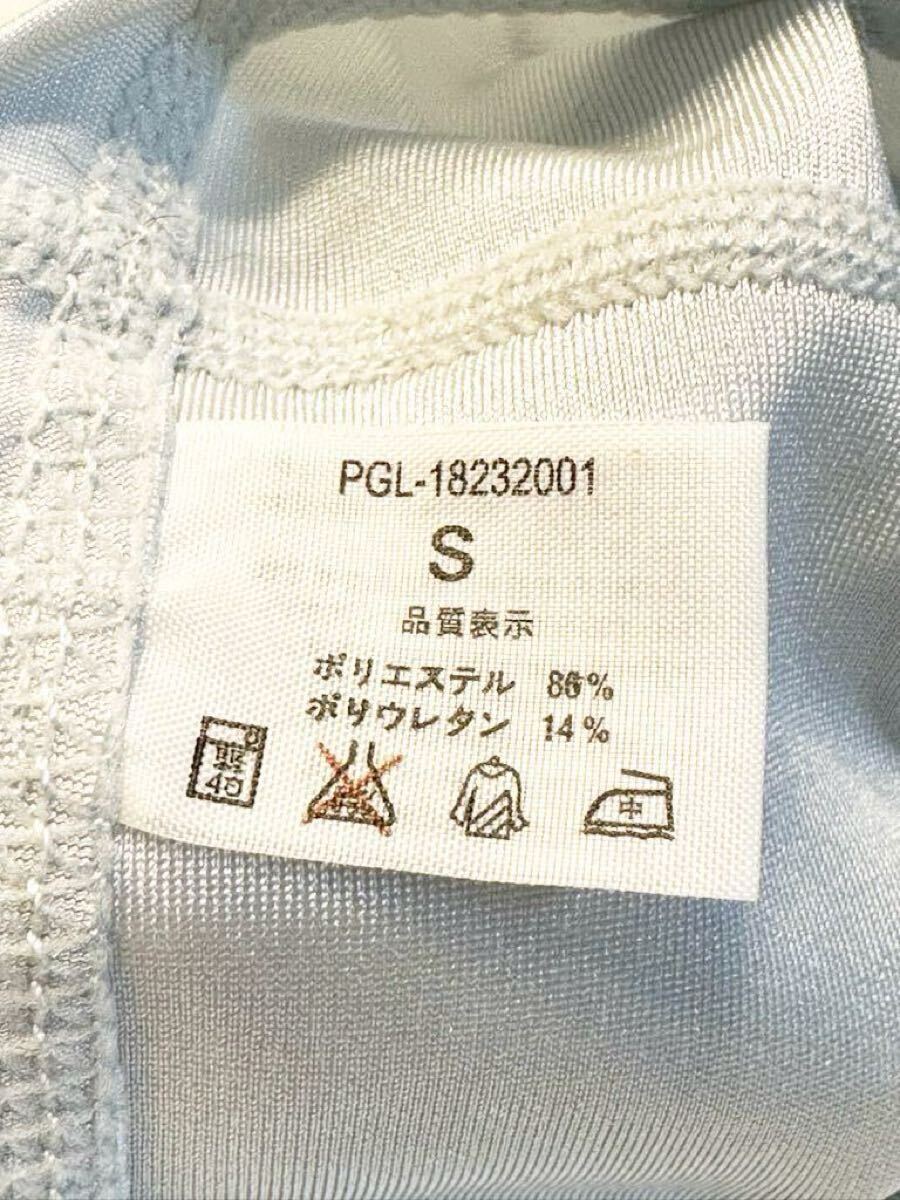 PGL-18232001
S
品質表示
ポリエステル 86%
ポリウレタン 14%
40
中